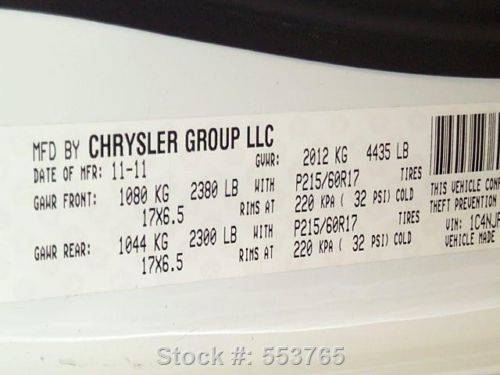 MFD BY CHRYSLER GROUP LLC
DATE OF MFR: 11-11 GVWR: 2012 KG 4435 LB
GAWR FRONT: 1080 KG 2380 LB WITH P215/60R17 TIRES
17X6.5 RIMS AT 220 KPA ( 32 PSI) COLD
GAWR REAR: 1044 KG 2300 LB WITH P215/60R17 TIRES
17X6.5 RIMS AT 220 KPA ( 32 PSI) COLD
THIS VEHICLE
THEFT PREVENTION
VIN: 1C4NJ
VEHICLE MADE
Stock #: 553765